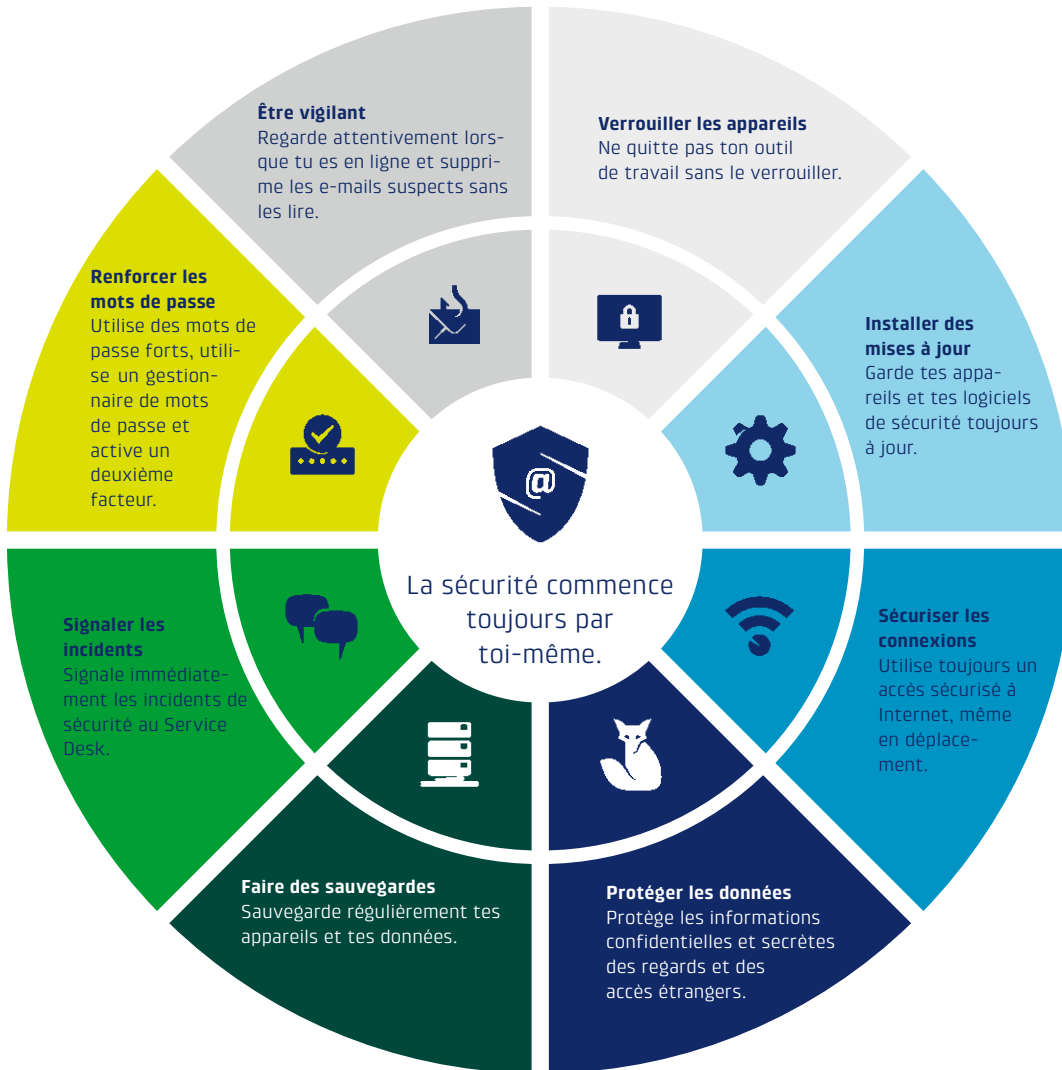 Être vigilant
Regarde attentivement lors-
que tu es en ligne et suppri-
me les e-mails suspects sans
les lire.
Verrouiller les appareils
Ne quitte pas ton outil
de travail sans le verrouiller.
Installer des
mises à jour
Garde tes appa-
reils et tes logiciels
de sécurité toujours
à jour.
Sécuriser les
connexions
Utilise toujours un
accès sécurisé à
Internet, même
en déplace-
ment.
Protéger les données
Protège les informations
confidentielles et secrètes
des regards et des
accès étrangers.
Faire des sauvegardes
Sauvegarde régulièrement tes
appareils et tes données.
Signaler les
incidents
Signale immédiate-
ment les incidents de
sécurité au Service
Desk.
Renforcer les
mots de passe
Utilise des mots de
passe forts, utili-
se un gestion-
naire de mots
de passe et
active un
deuxième
facteur.
@
La sécurité commence
toujours par
toi-même.